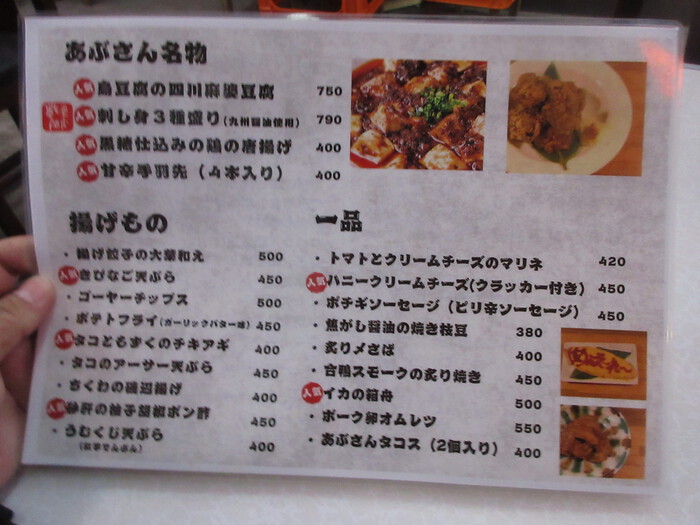 あぶさん名物
人気 島豆腐の四川麻婆豆腐 750
人気 刺し身３種盛り(九州醤油使用) 790
人気 黒糖仕込みの鶏の唐揚げ 400
人気 甘辛手羽先（４本入り） 400
揚げもの
・揚げ餃子の大葉和え 500
人気 きびなご天ぷら 450
・ゴーヤーチップス 500
・ポテトフライ(ガーリックバター味) 450
人気 タコとぅるまくのチキアギ 400
・タコのアーサー天ぷら 450
・ちくわの磯辺揚げ 400
人気 砂肝の柚子胡椒ポン酢 450
・うむくじ天ぷら 400
一品
・トマトとクリームチーズのマリネ 420
人気 ハニークリームチーズ(クラッカー付き) 450
・ポチギソーセージ（ピリ辛ソーセージ） 450
・焦がし醤油の焼き枝豆 380
・炙りメさば 400
・合鴨スモークの炙り焼き 450
人気 イカの箱舟 500
・ポーク卵オムレツ 550
・あぶさんタコス（2個入り） 400